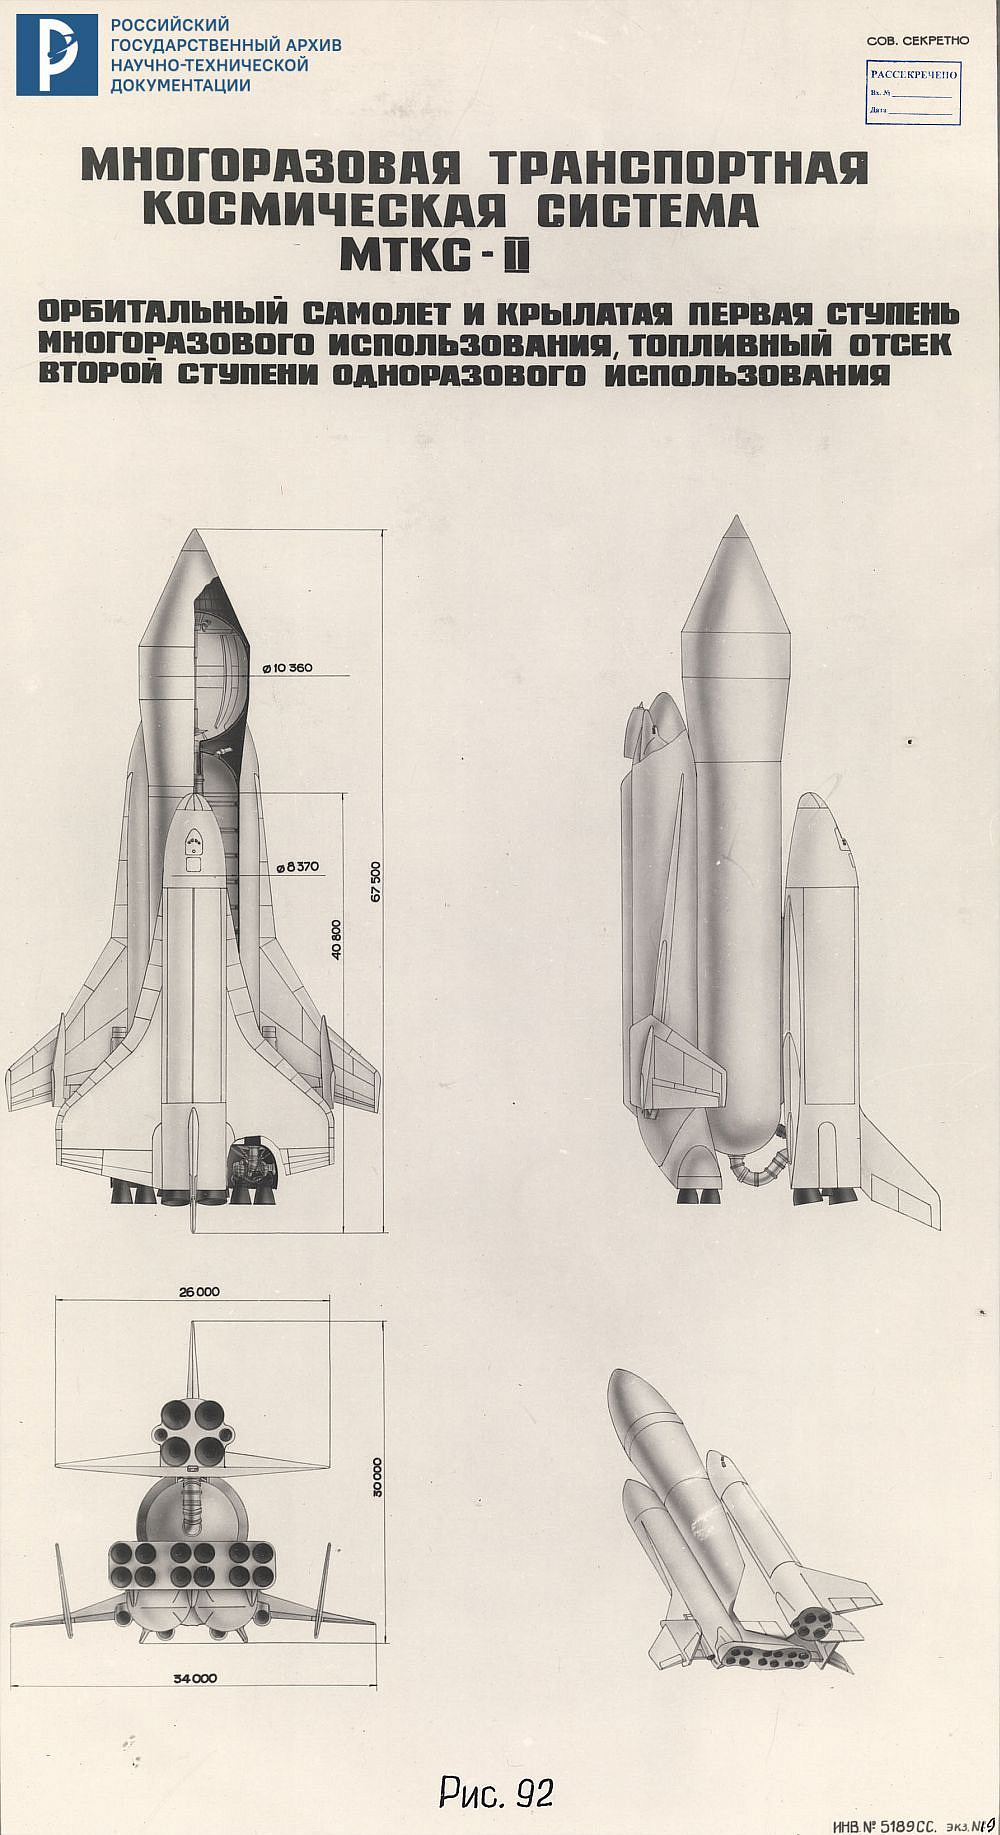 РОССИЙСКИЙ
ГОСУДАРСТВЕННЫЙ АРХИВ
НАУЧНО-ТЕХНИЧЕСКОЙ
ДОКУМЕНТАЦИИ
СОВ. СЕКРЕТНО
РАССЕКРЕЧЕНО
Вх. №
Дата
МНОГОРАЗОВАЯ ТРАНСПОРТНАЯ
КОСМИЧЕСКАЯ СИСТЕМА
МТКС-II
ОРБИТАЛЬНЫЙ САМОЛЕТ И КРЫЛАТАЯ ПЕРВАЯ СТУПЕНЬ
МНОГОРАЗОВОГО ИСПОЛЬЗОВАНИЯ, ТОПЛИВНЫЙ ОТСЕК
ВТОРОЙ СТУПЕНИ ОДНОРАЗОВОГО ИСПОЛЬЗОВАНИЯ
ø10 360
ø8 370
67 500
40 800
26 000
30 000
34 000
Рис. 92
ИНВ. № 5189СС. ЭКЗ. №9